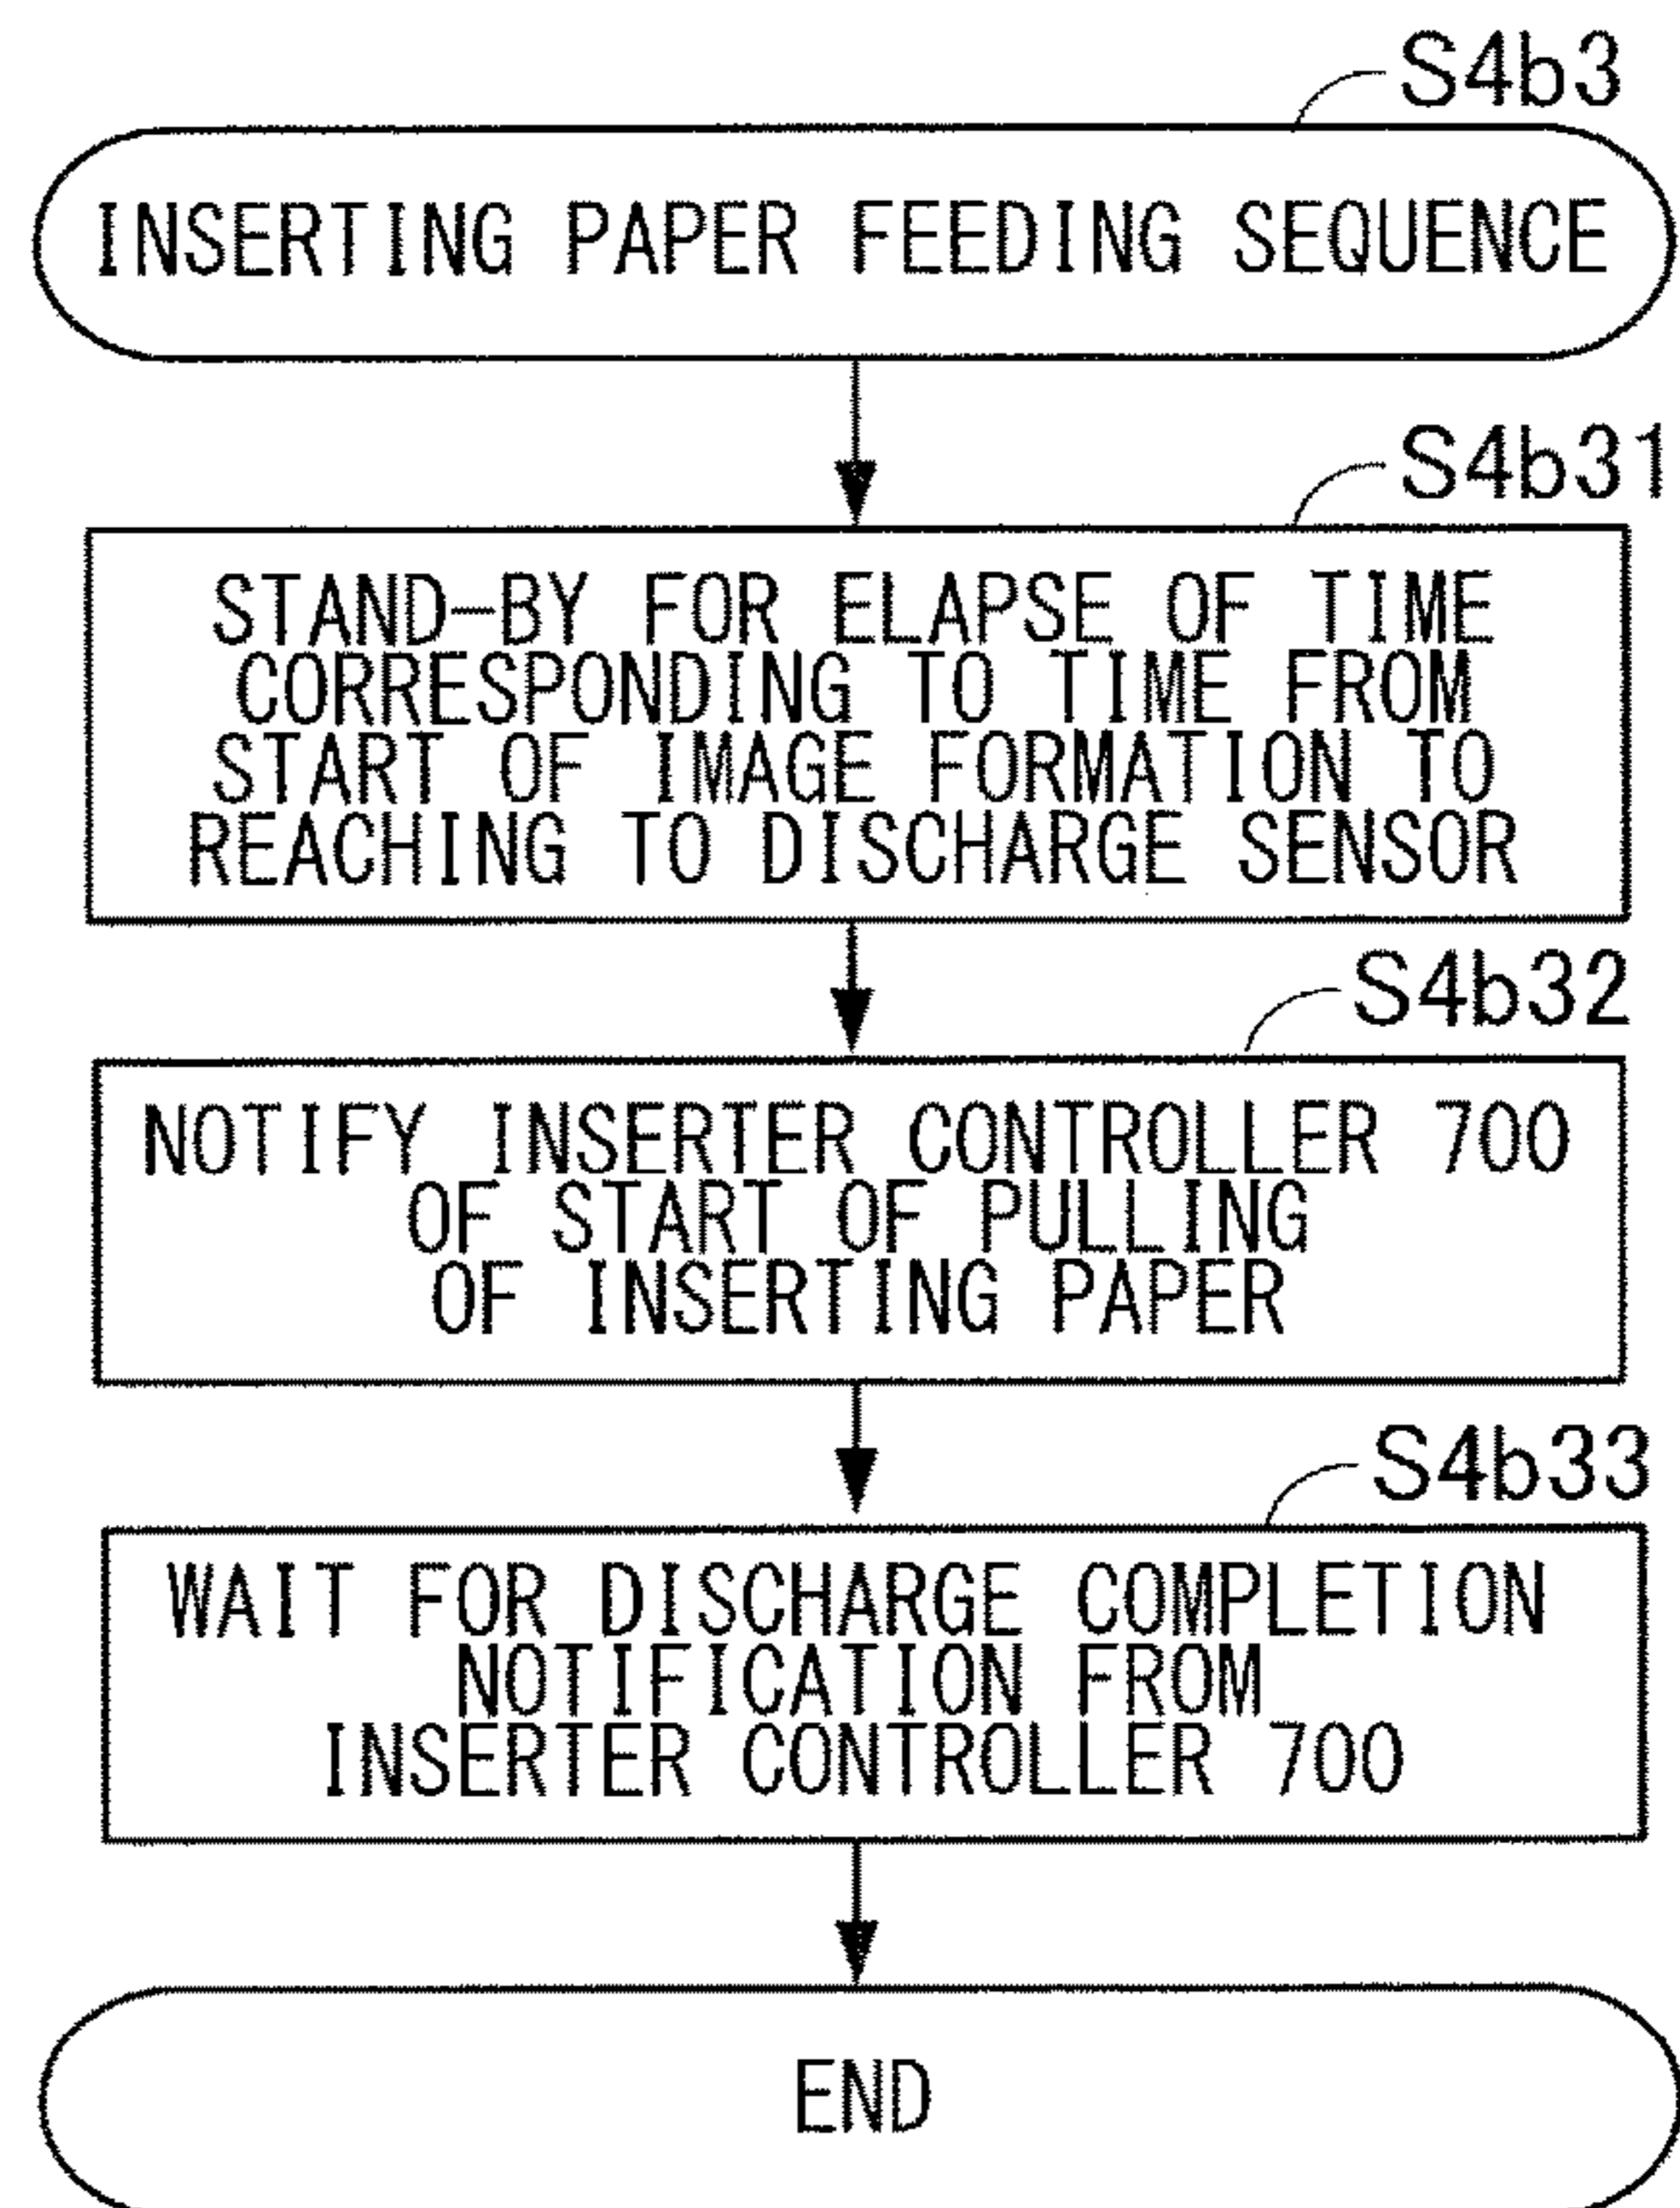 S4b3
INSERTING PAPER FEEDING SEQUENCE
S4b31
STAND-BY FOR ELAPSE OF TIME
CORRESPONDING TO TIME FROM
START OF IMAGE FORMATION TO
REACHING TO DISCHARGE SENSOR
S4b32
NOTIFY INSERTER CONTROLLER 700
OF START OF PULLING
OF INSERTING PAPER
S4b33
WAIT FOR DISCHARGE COMPLETION
NOTIFICATION FROM
INSERTER CONTROLLER 700
END